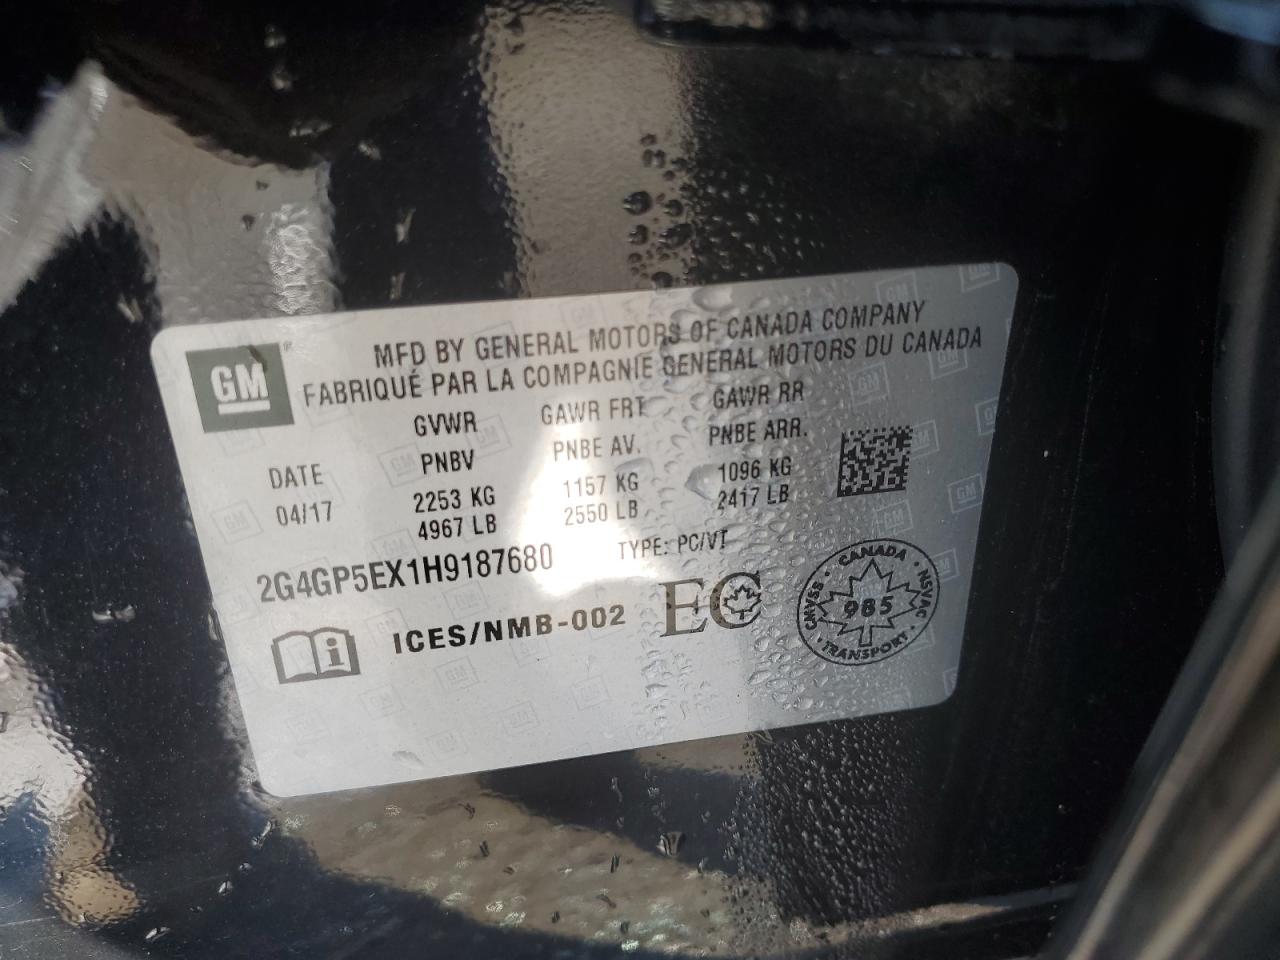 GM
MFD BY GENERAL MOTORS OF CANADA COMPANY
FABRIQUÉ PAR LA COMPAGNIE GENERAL MOTORS DU CANADA
DATE
04/17
GVWR
PNBV
2253 KG
4967 LB
GAWR FRT
PNBE AV.
1157 KG
2550 LB
GAWR RR
PNBE ARR.
1096 KG
2417 LB
2G4GP5EX1H9187680
TYPE: PC/VT
ICES/NMB-002
EC
CANADA
CMVSS
985
NSVAC
TRANSPORT